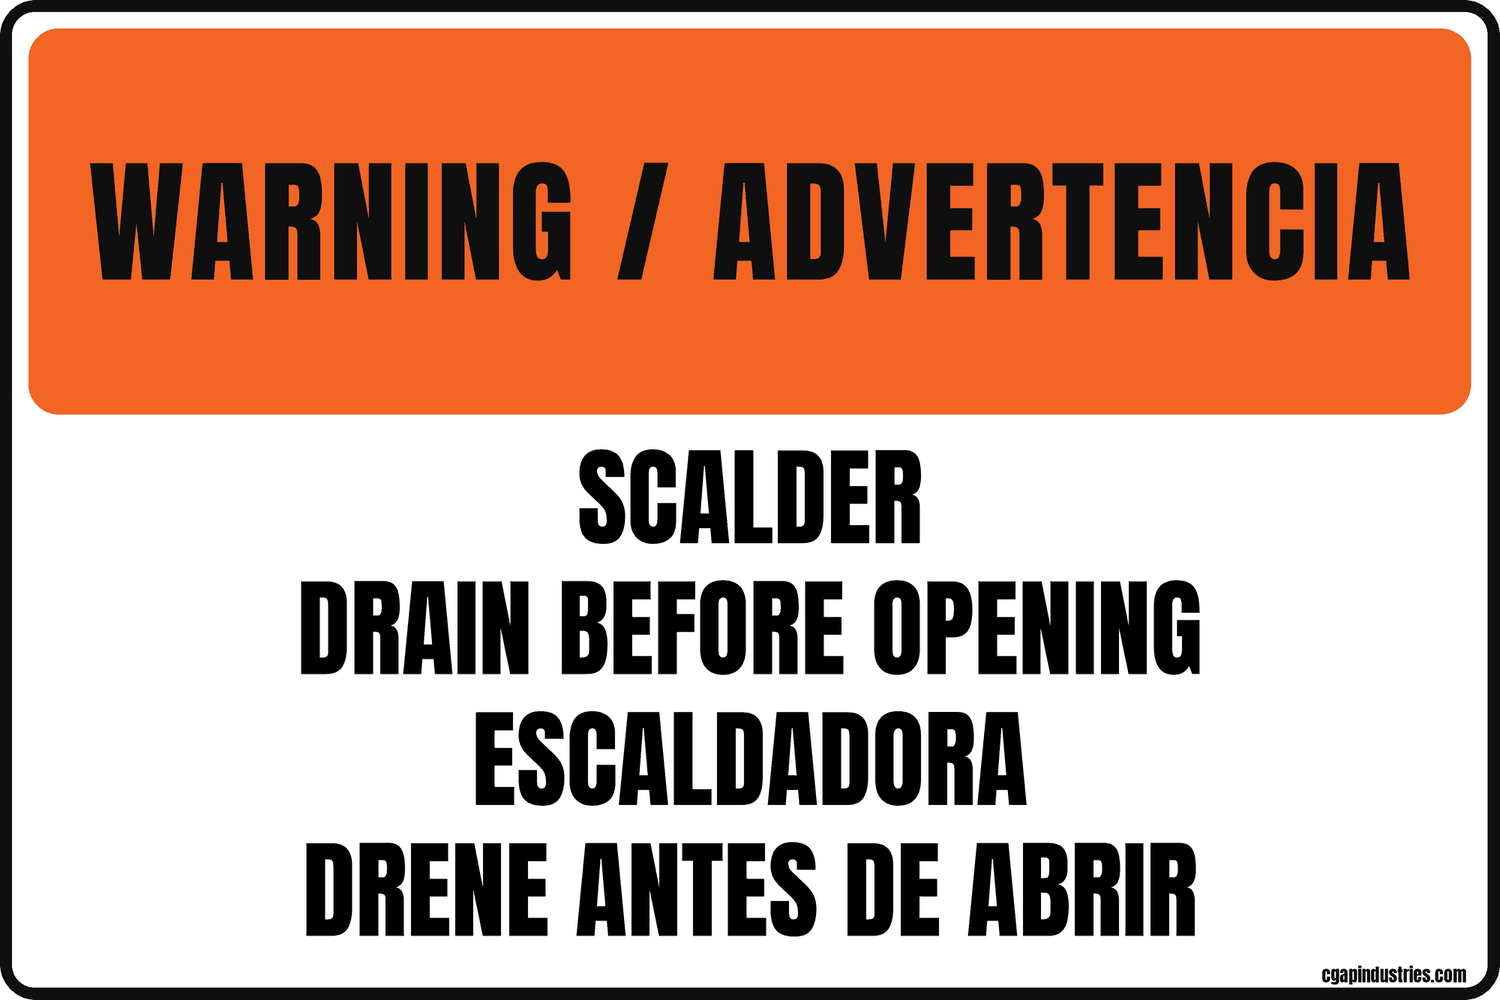 WARNING / ADVERTENCIA
SCALDER
DRAIN BEFORE OPENING
ESCALDADORA
DRENE ANTES DE ABRIR
cgapindustries.com